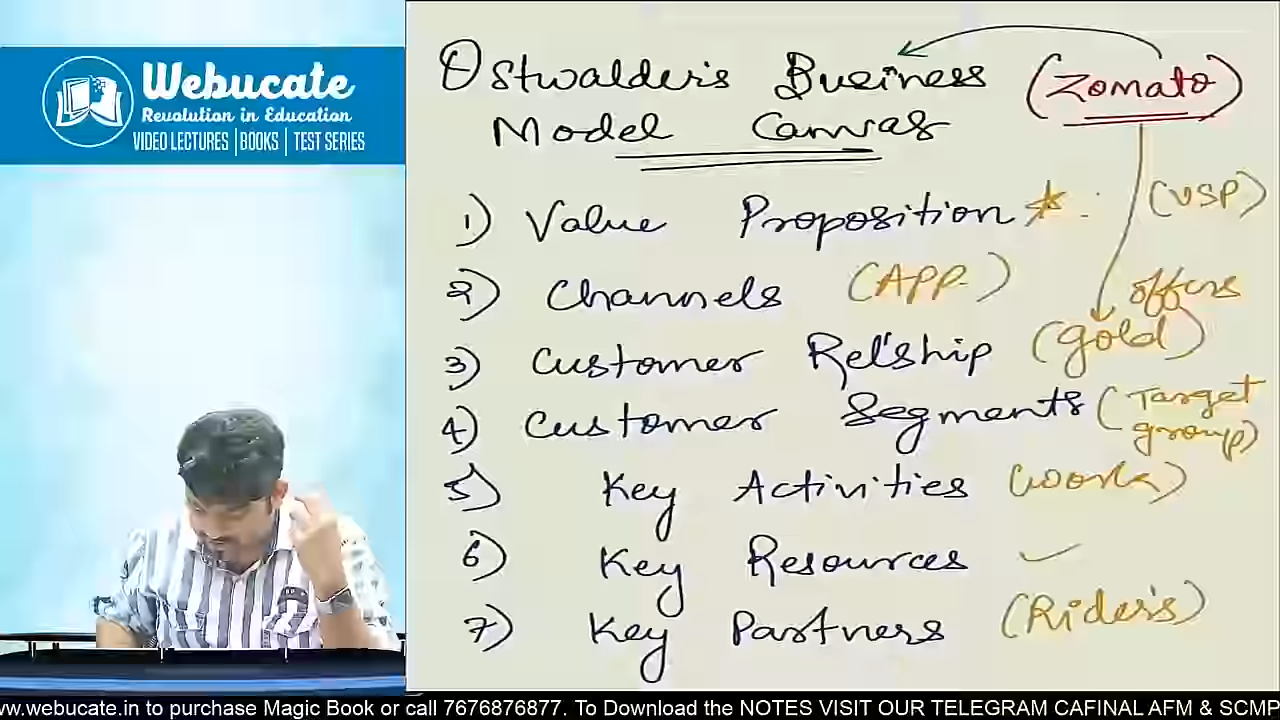 Webucate
Revolution in Education
VIDEO LECTURES | BOOKS | TEST SERIES
Ostwalder's Business (Zomato)
Model Canvas
1) Value Proposition ★ : (USP)
2) Channels (APP.) offers
3) Customer Rel'ship (gold)
4) Customer Segments (Target group)
5) Key Activities (work)
6) Key Resources ✓
7) Key Partners (Rider's)
ww.webucate.in to purchase Magic Book or call 7676876877. To Download the NOTES VISIT OUR TELEGRAM CAFINAL AFM & SCMP